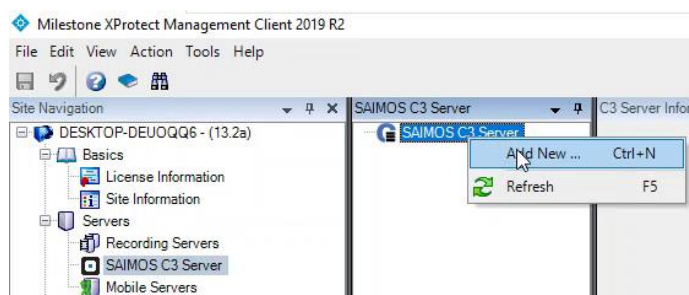 Milestone XProtect Management Client 2019 R2
File Edit View Action Tools Help
Site Navigation
DESKTOP-DEUOQQ6 - (13.2a)
Basics
License Information
Site Information
Servers
Recording Servers
SAIMOS C3 Server
Mobile Servers
SAIMOS C3 Server
SAIMOS C3 Server
Add New ... Ctrl+N
Refresh F5
C3 Server Infor